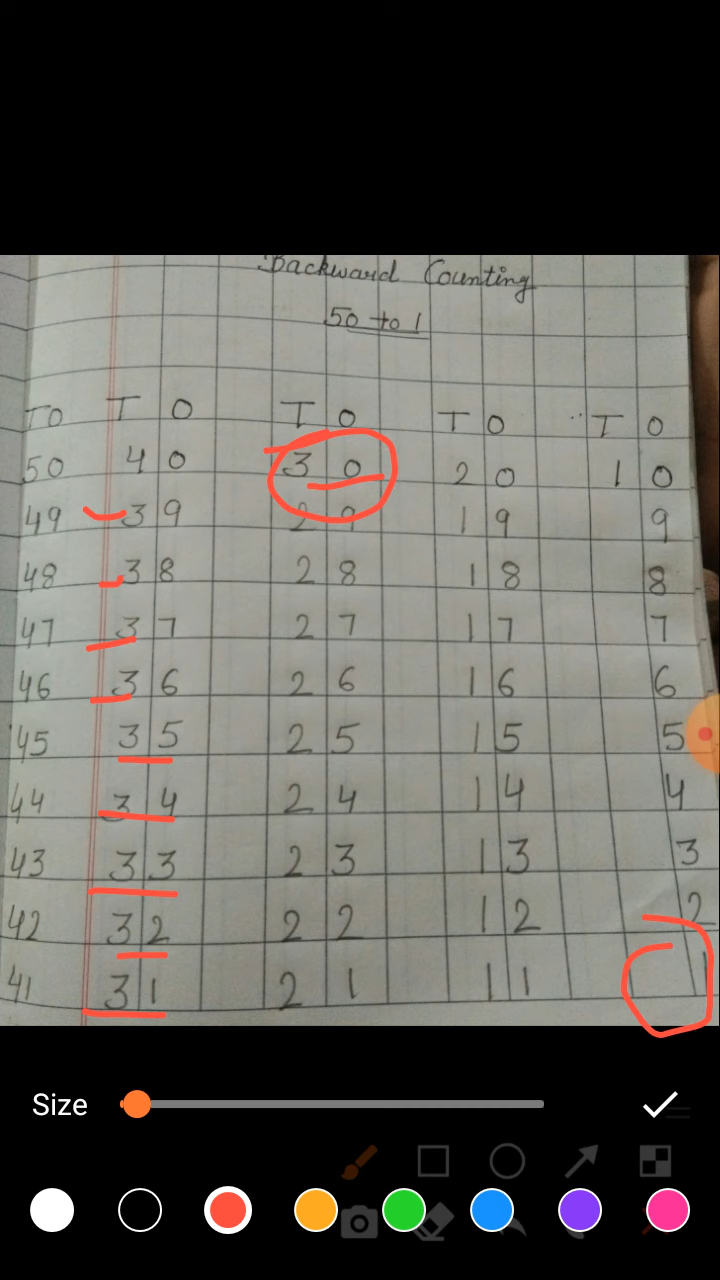 Backward Counting
50 to 1
TO T O T O T O T O
50 4 0 3 0 2 0 1 0
49 3 9 2 9 1 9 9
48 3 8 2 8 1 8 8
47 3 7 2 7 1 7 7
46 3 6 2 6 1 6 6
45 3 5 2 5 1 5 5
44 3 4 2 4 1 4 4
43 3 3 2 3 1 3 3
42 3 2 2 2 1 2 2
41 3 1 2 1 1 1 1
Size